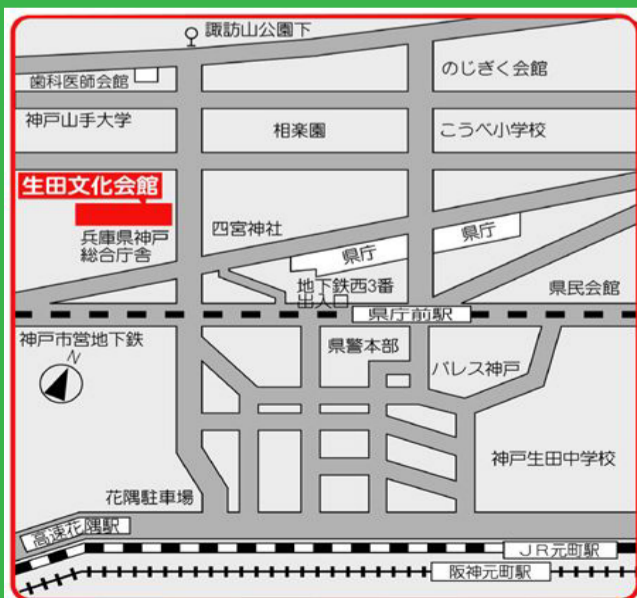 諏訪山公園下
歯科医師会館
のじぎく会館
神戸山手大学
相楽園
こうべ小学校
生田文化会館
兵庫県神戸
総合庁舎
四宮神社
県庁
県庁
地下鉄西3番
出入口
県民会館
県庁前駅
神戸市営地下鉄
県警本部
パレス神戸
N
神戸生田中学校
花隈駐車場
高速花隈駅
JR元町駅
阪神元町駅